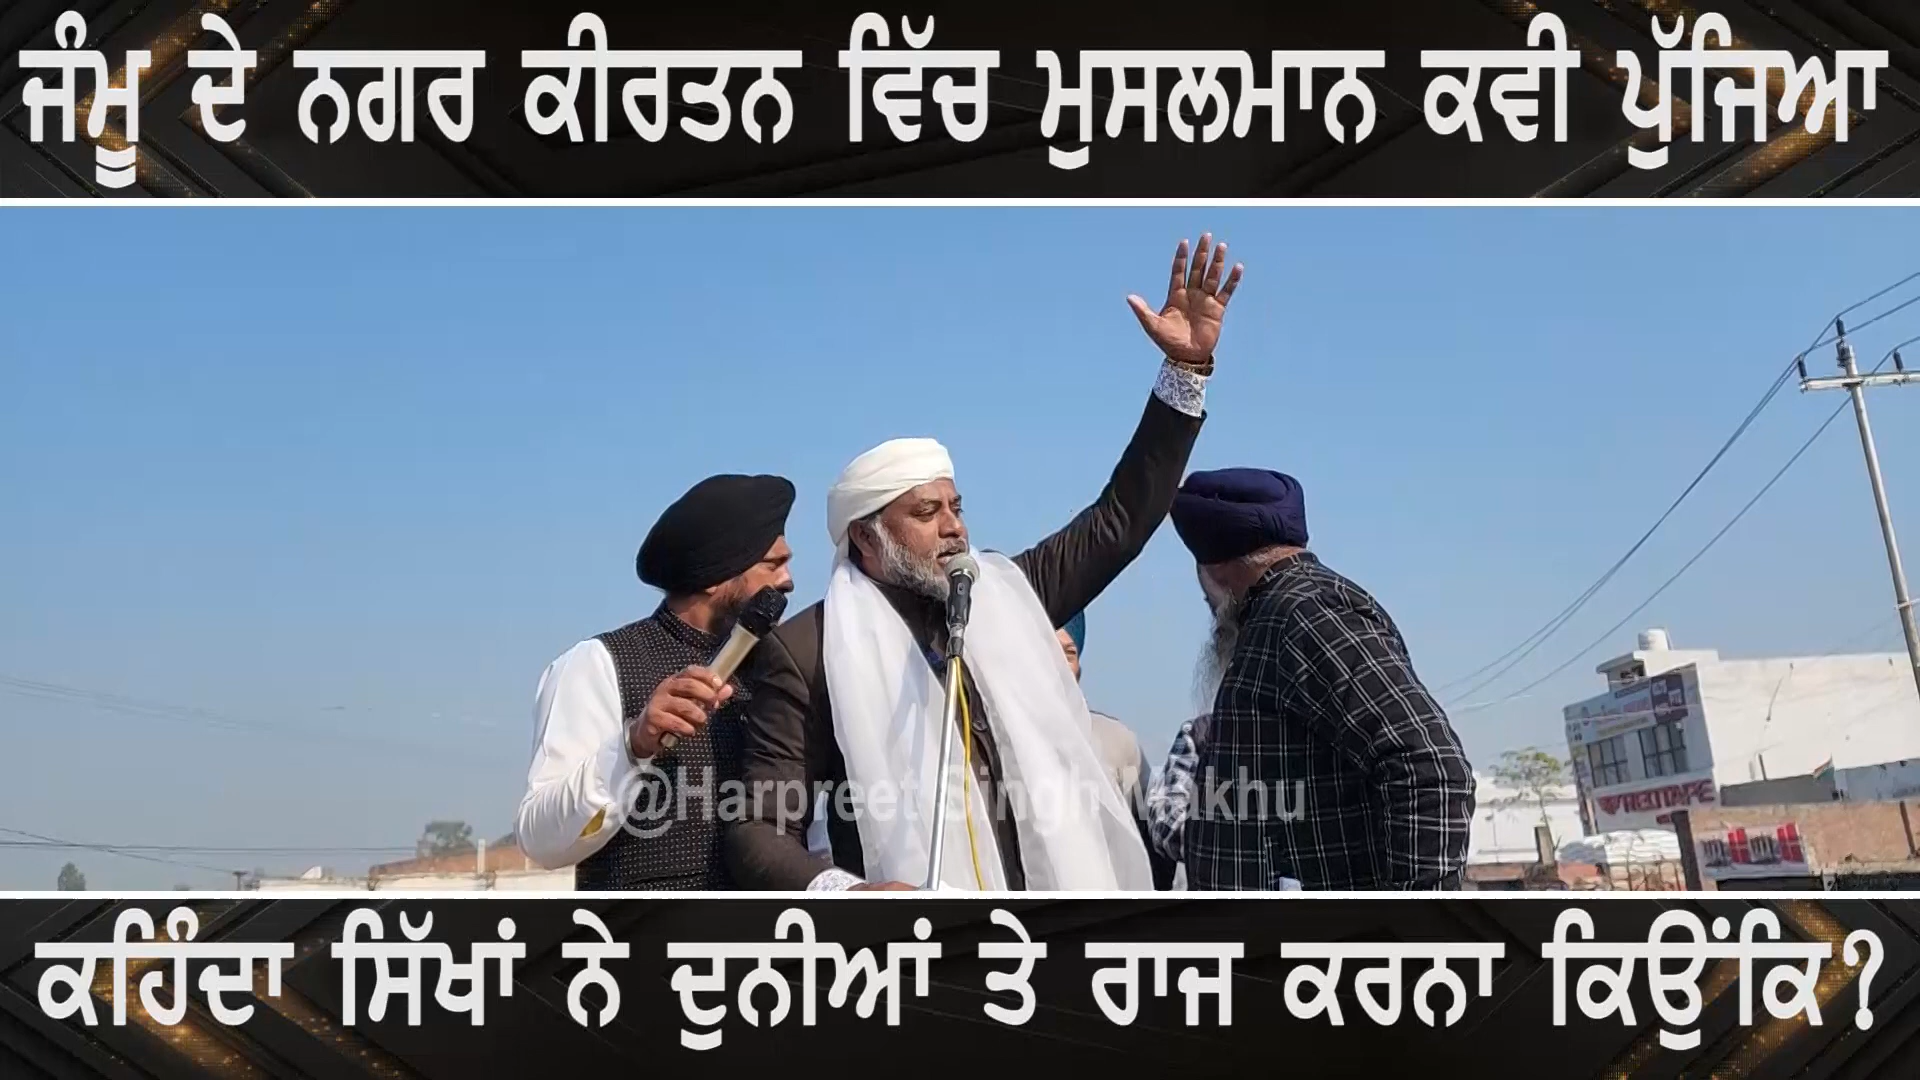 ਜੰਮੂ ਦੇ ਨਗਰ ਕੀਰਤਨ ਵਿੱਚ ਮੁਸਲਮਾਨ ਕਵੀ ਪੁੱਜਿਆ
@Harpreet Singh Makhu
ਕਹਿੰਦਾ ਸਿੱਖਾਂ ਨੇ ਦੁਨੀਆਂ ਤੇ ਰਾਜ ਕਰਨਾ ਕਿਉਂਕਿ?